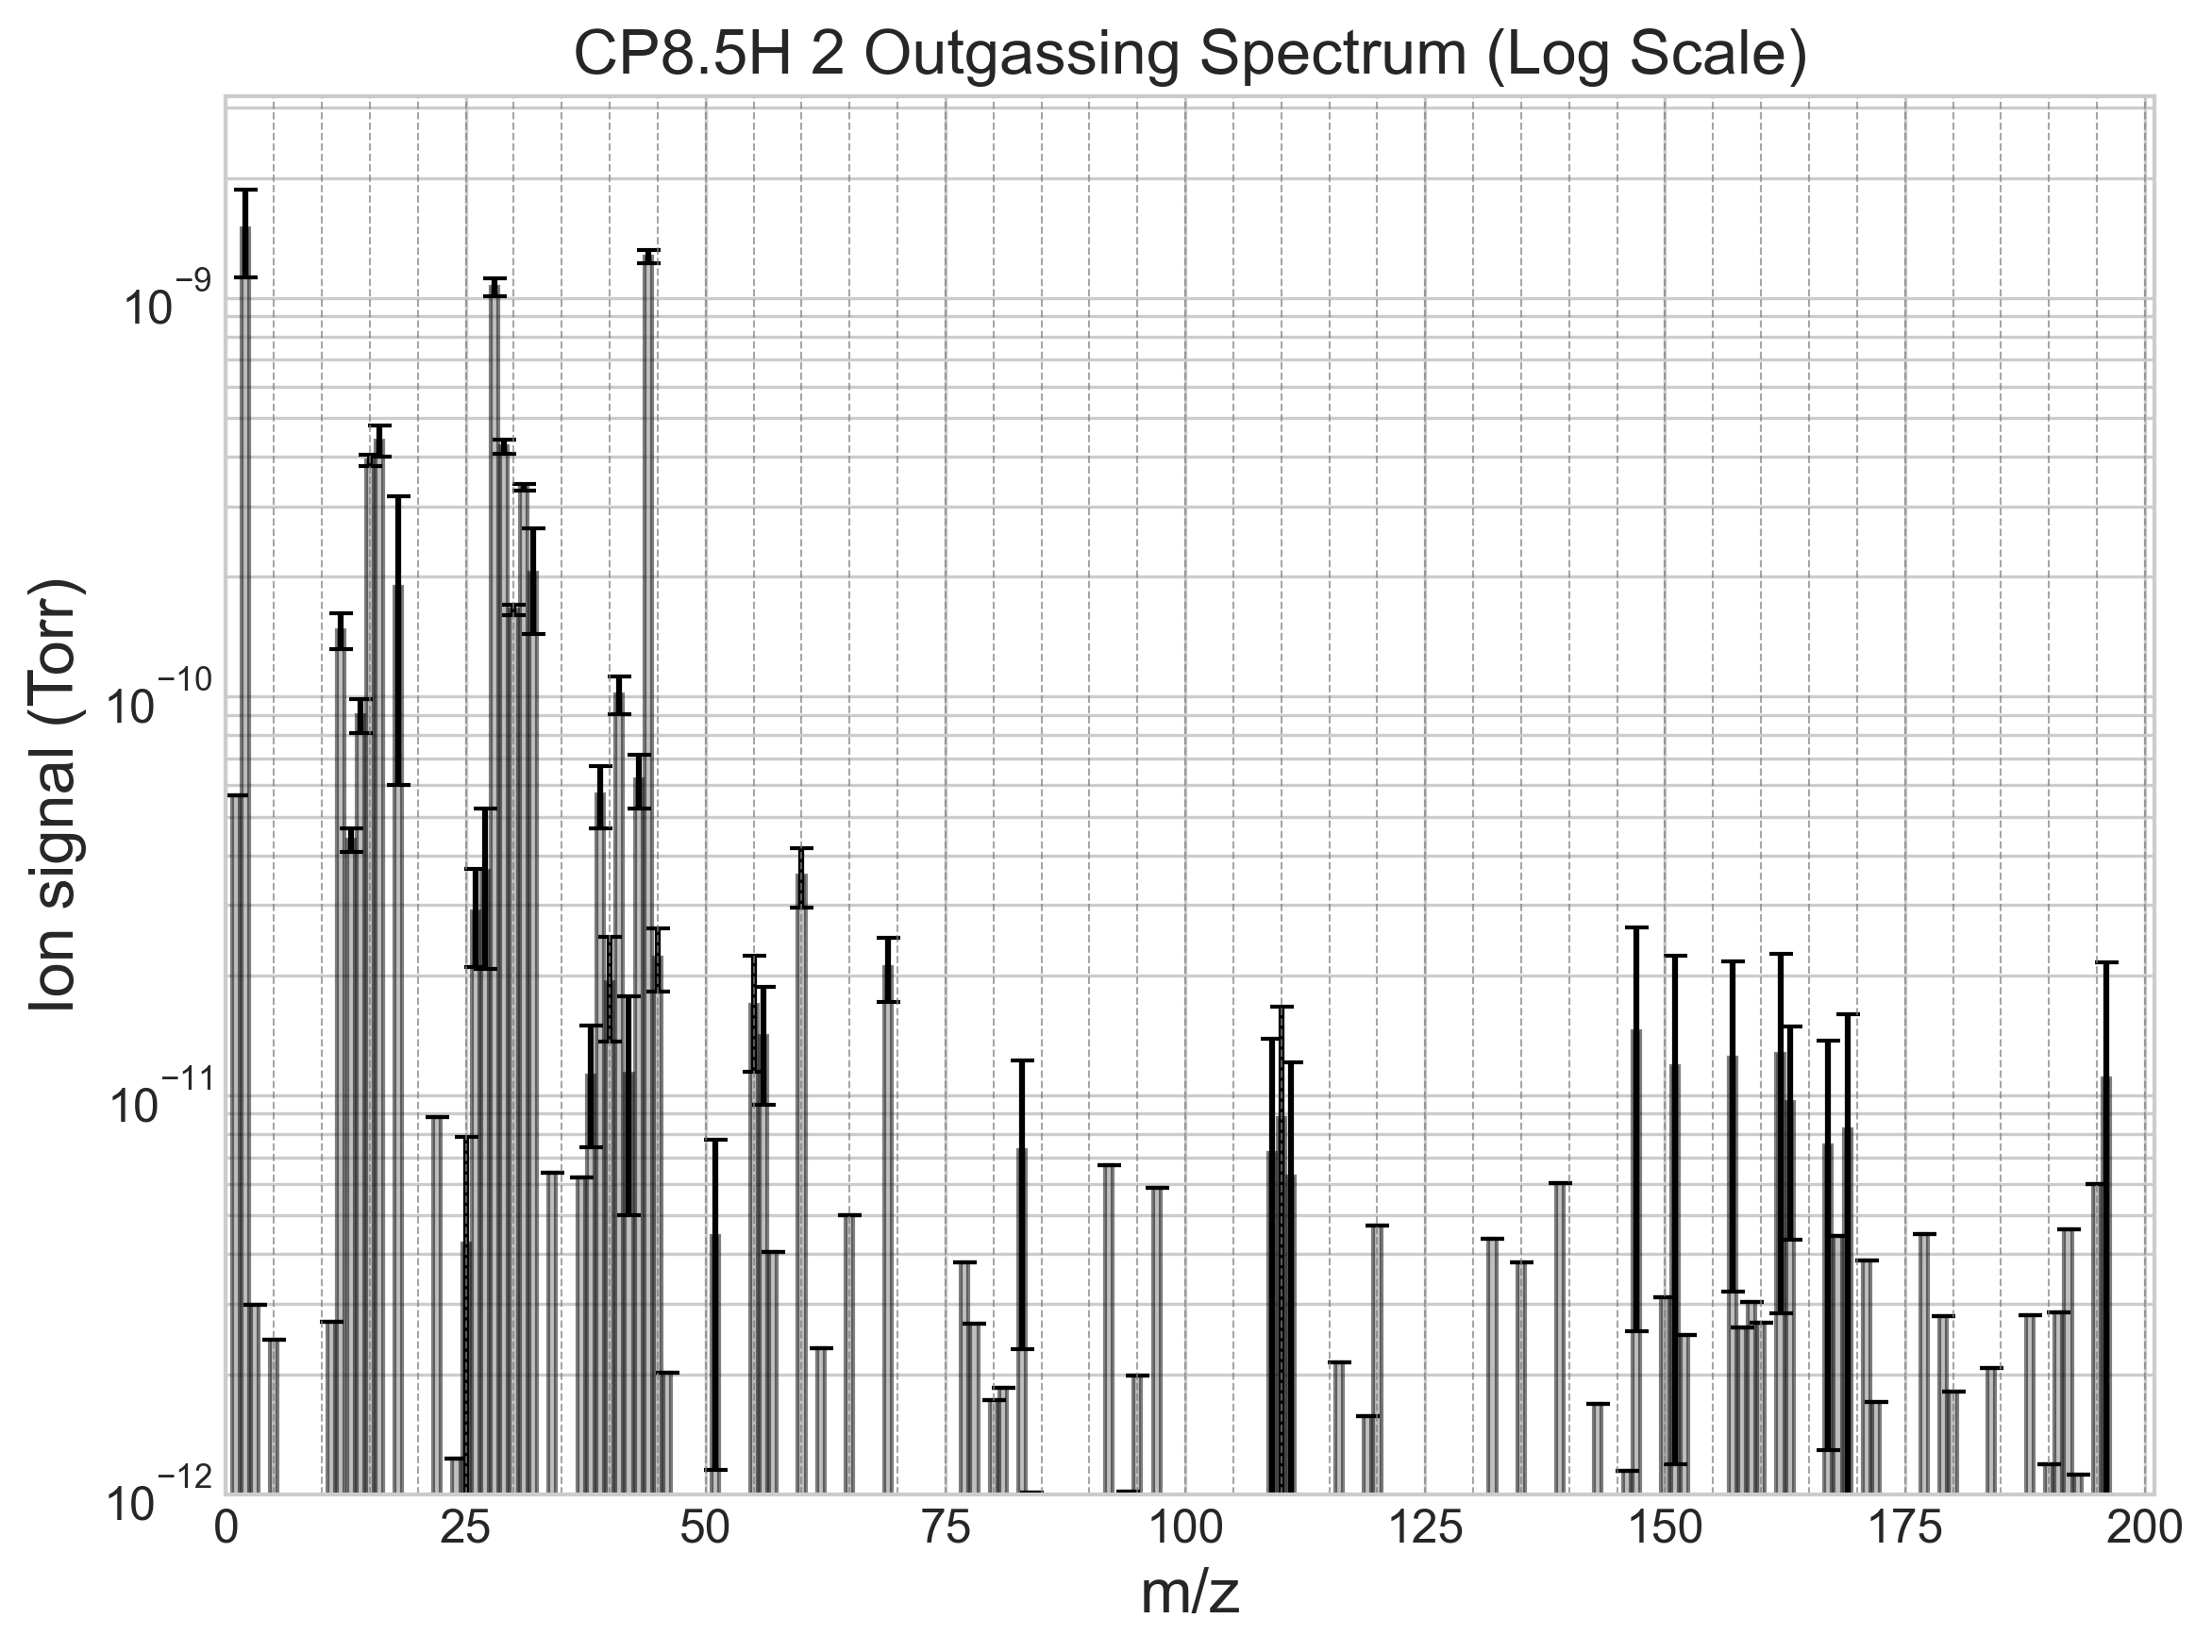 CP8.5H 2 Outgassing Spectrum (Log Scale)
Ion signal (Torr)
10⁻⁹
10⁻¹⁰
10⁻¹¹
10⁻¹²
0 25 50 75 100 125 150 175 200
m/z